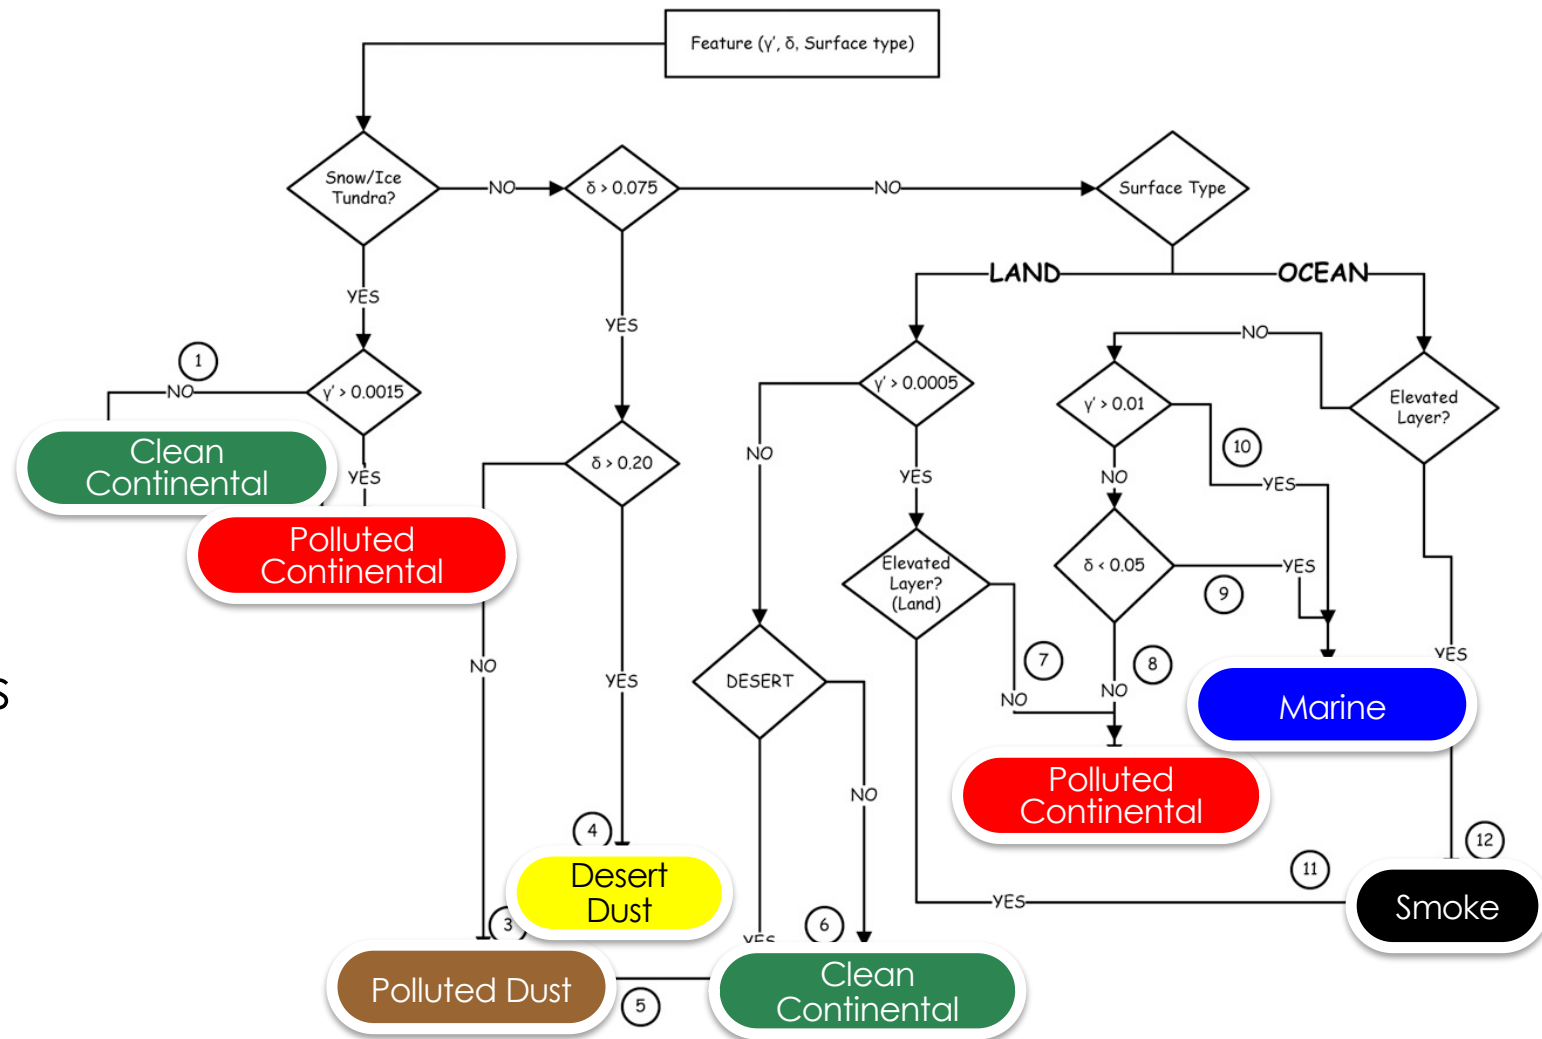 Feature (γ', δ, Surface type)
Snow/Ice
Tundra?
NO
δ > 0.075
NO
Surface Type
YES
YES
LAND
OCEAN
1
NO
γ' > 0.0015
γ' > 0.0005
NO
γ' > 0.01
Elevated
Layer?
Clean
Continental
YES
δ > 0.20
NO
YES
NO
10
YES
Polluted
Continental
Elevated
Layer?
(Land)
δ < 0.05
YES
9
NO
YES
DESERT
7
NO
8
NO
YES
s
Marine
Polluted
Continental
NO
4
Desert
Dust
3
YES
6
YES
11
12
Smoke
Polluted Dust
5
Clean
Continental